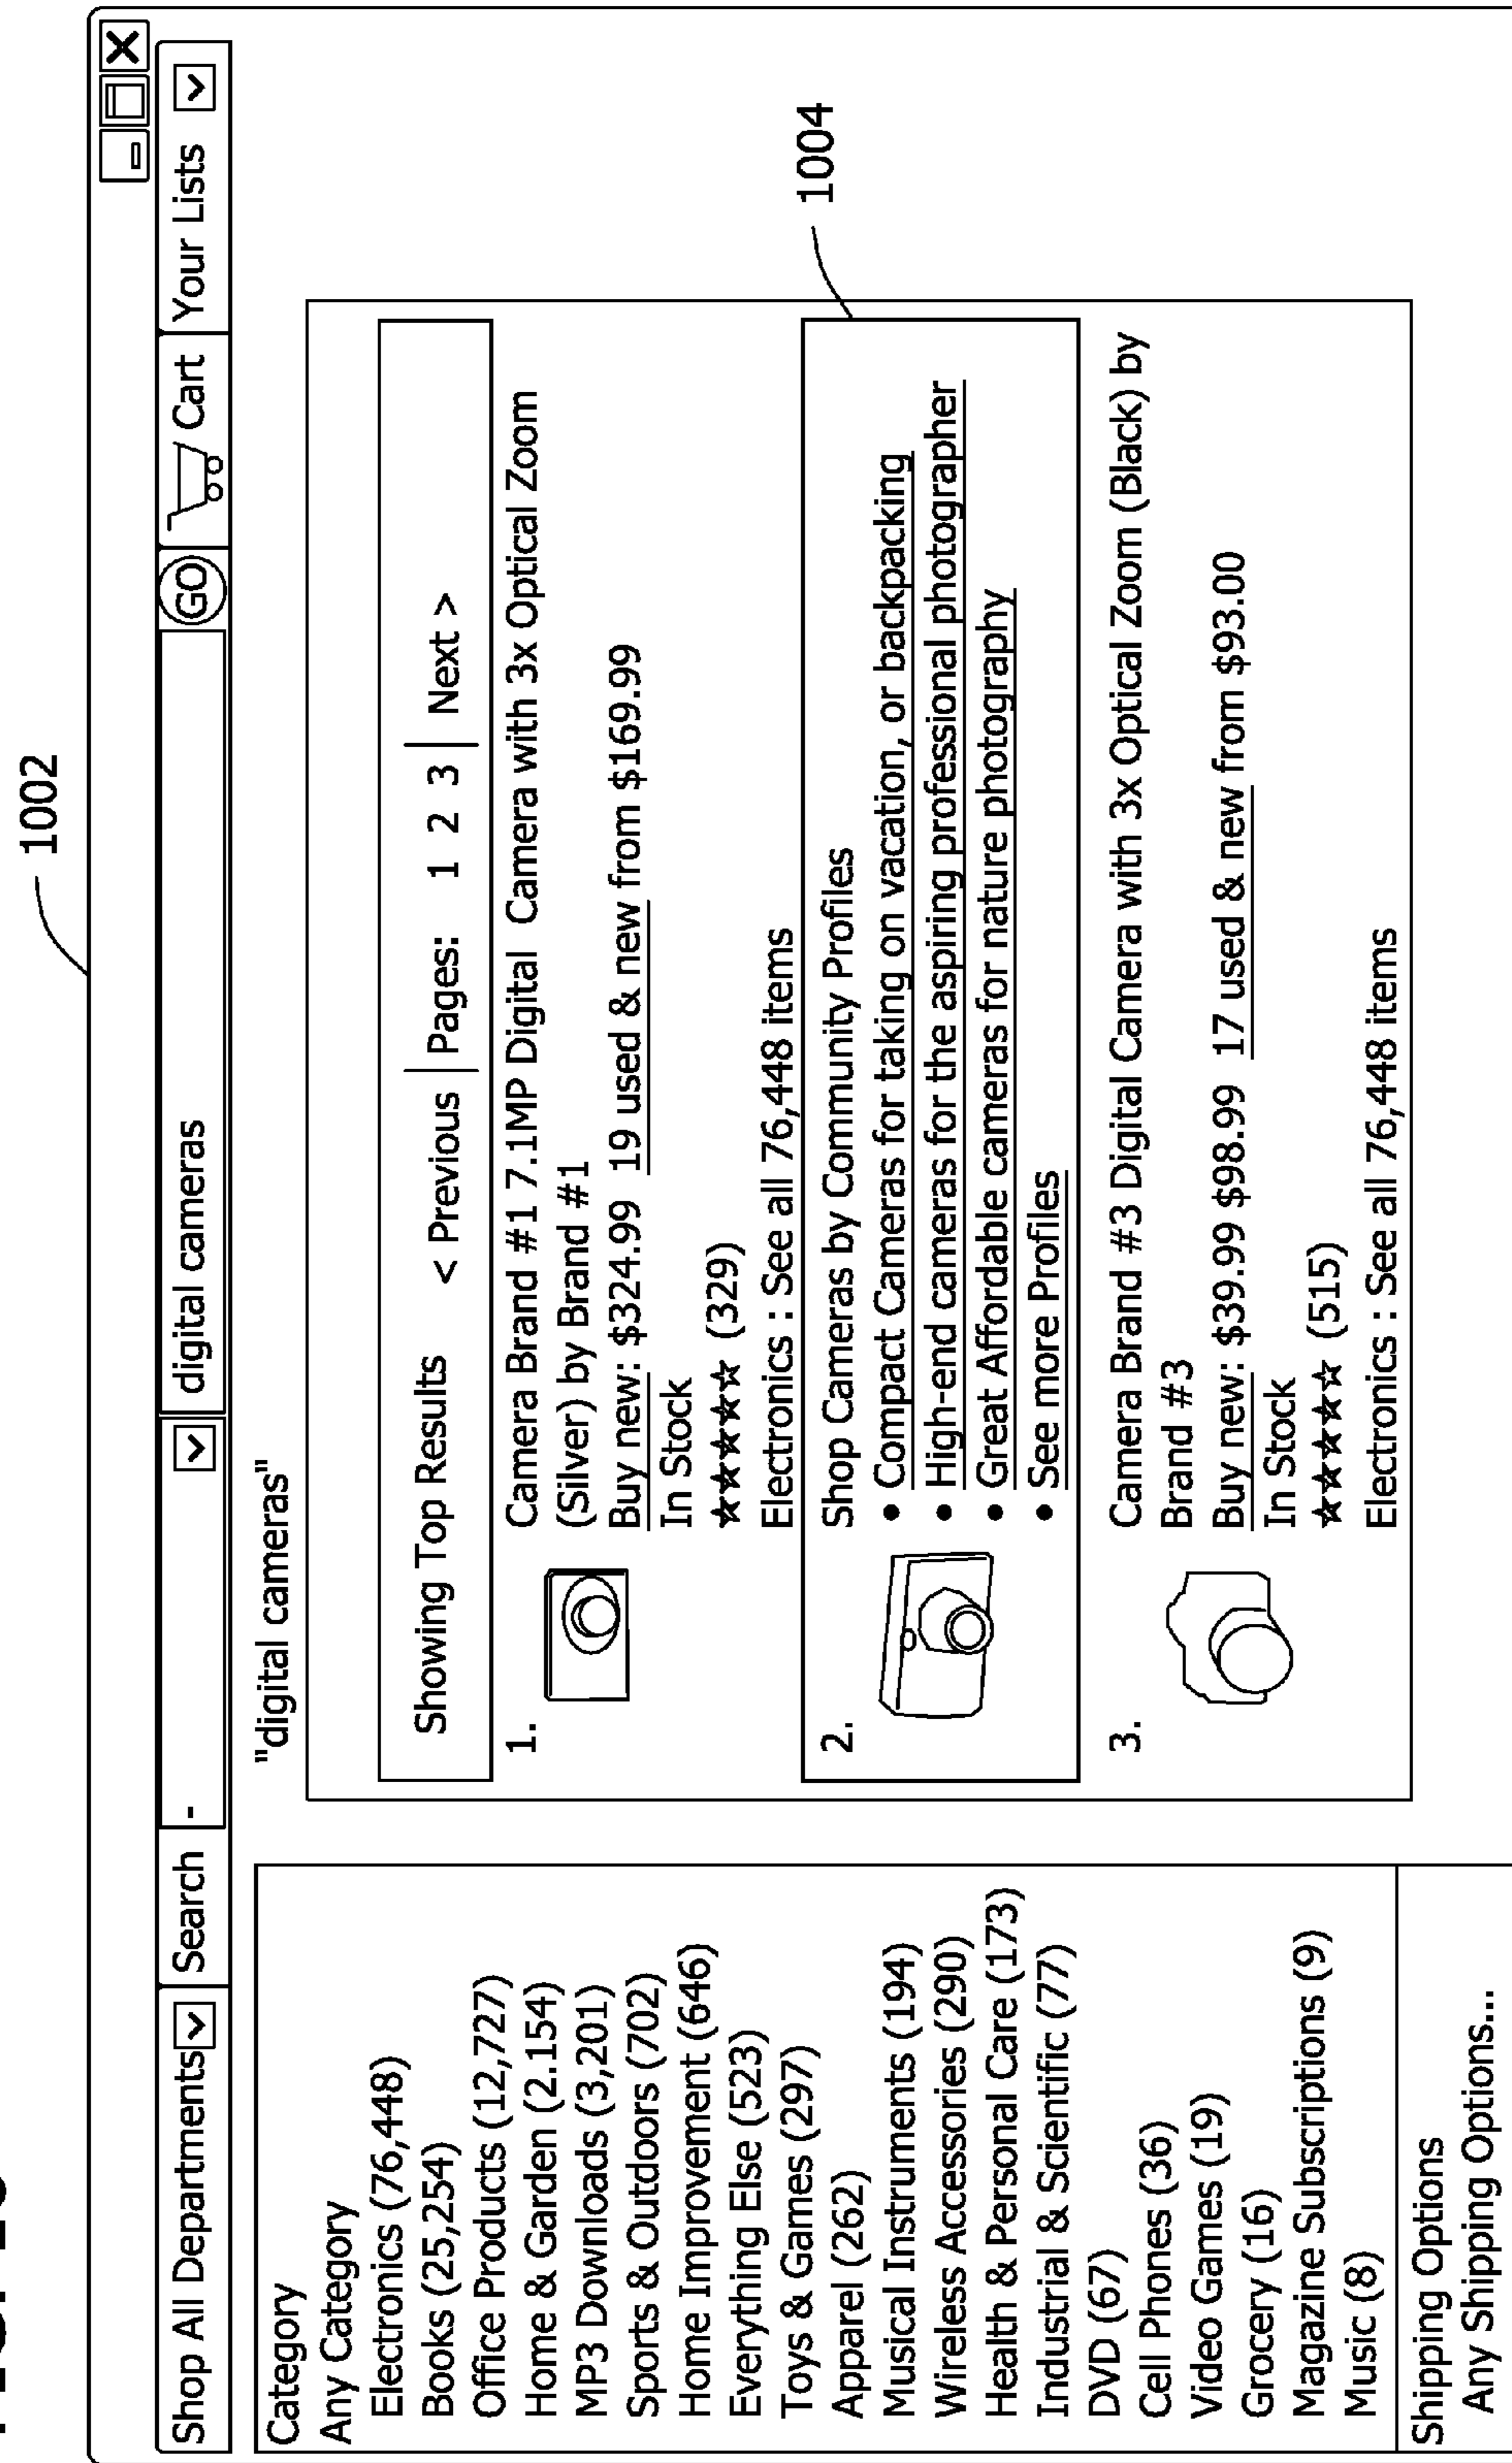 1002
Shop All Departments Search - digital cameras GO Cart Your Lists
Category
Any Category
Electronics (76,448)
Books (25,254)
Office Products (12,727)
Home & Garden (2.154)
MP3 Downloads (3,201)
Sports & Outdoors (702)
Home Improvement (646)
Everything Else (523)
Toys & Games (297)
Apparel (262)
Musical Instruments (194)
Wireless Accessories (290)
Health & Personal Care (173)
Industrial & Scientific (77)
DVD (67)
Cell Phones (36)
Video Games (19)
Grocery (16)
Magazine Subscriptions (9)
Music (8)
Shipping Options
Any Shipping Options...
"digital cameras"
Showing Top Results < Previous | Pages: 1 2 3 | Next >
1. Camera Brand #1 7.1MP Digital Camera with 3x Optical Zoom
(Silver) by Brand #1
Buy new: $324.99 19 used & new from $169.99
In Stock
☆☆☆☆☆ (329)
Electronics : See all 76,448 items
1004
2. Shop Cameras by Community Profiles
• Compact Cameras for taking on vacation, or backpacking
• High-end cameras for the aspiring professional photographer
• Great Affordable cameras for nature photography
• See more Profiles
3. Camera Brand #3 Digital Camera with 3x Optical Zoom (Black) by
Brand #3
Buy new: $39.99 $98.99 17 used & new from $93.00
In Stock
☆☆☆☆☆ (515)
Electronics : See all 76,448 items